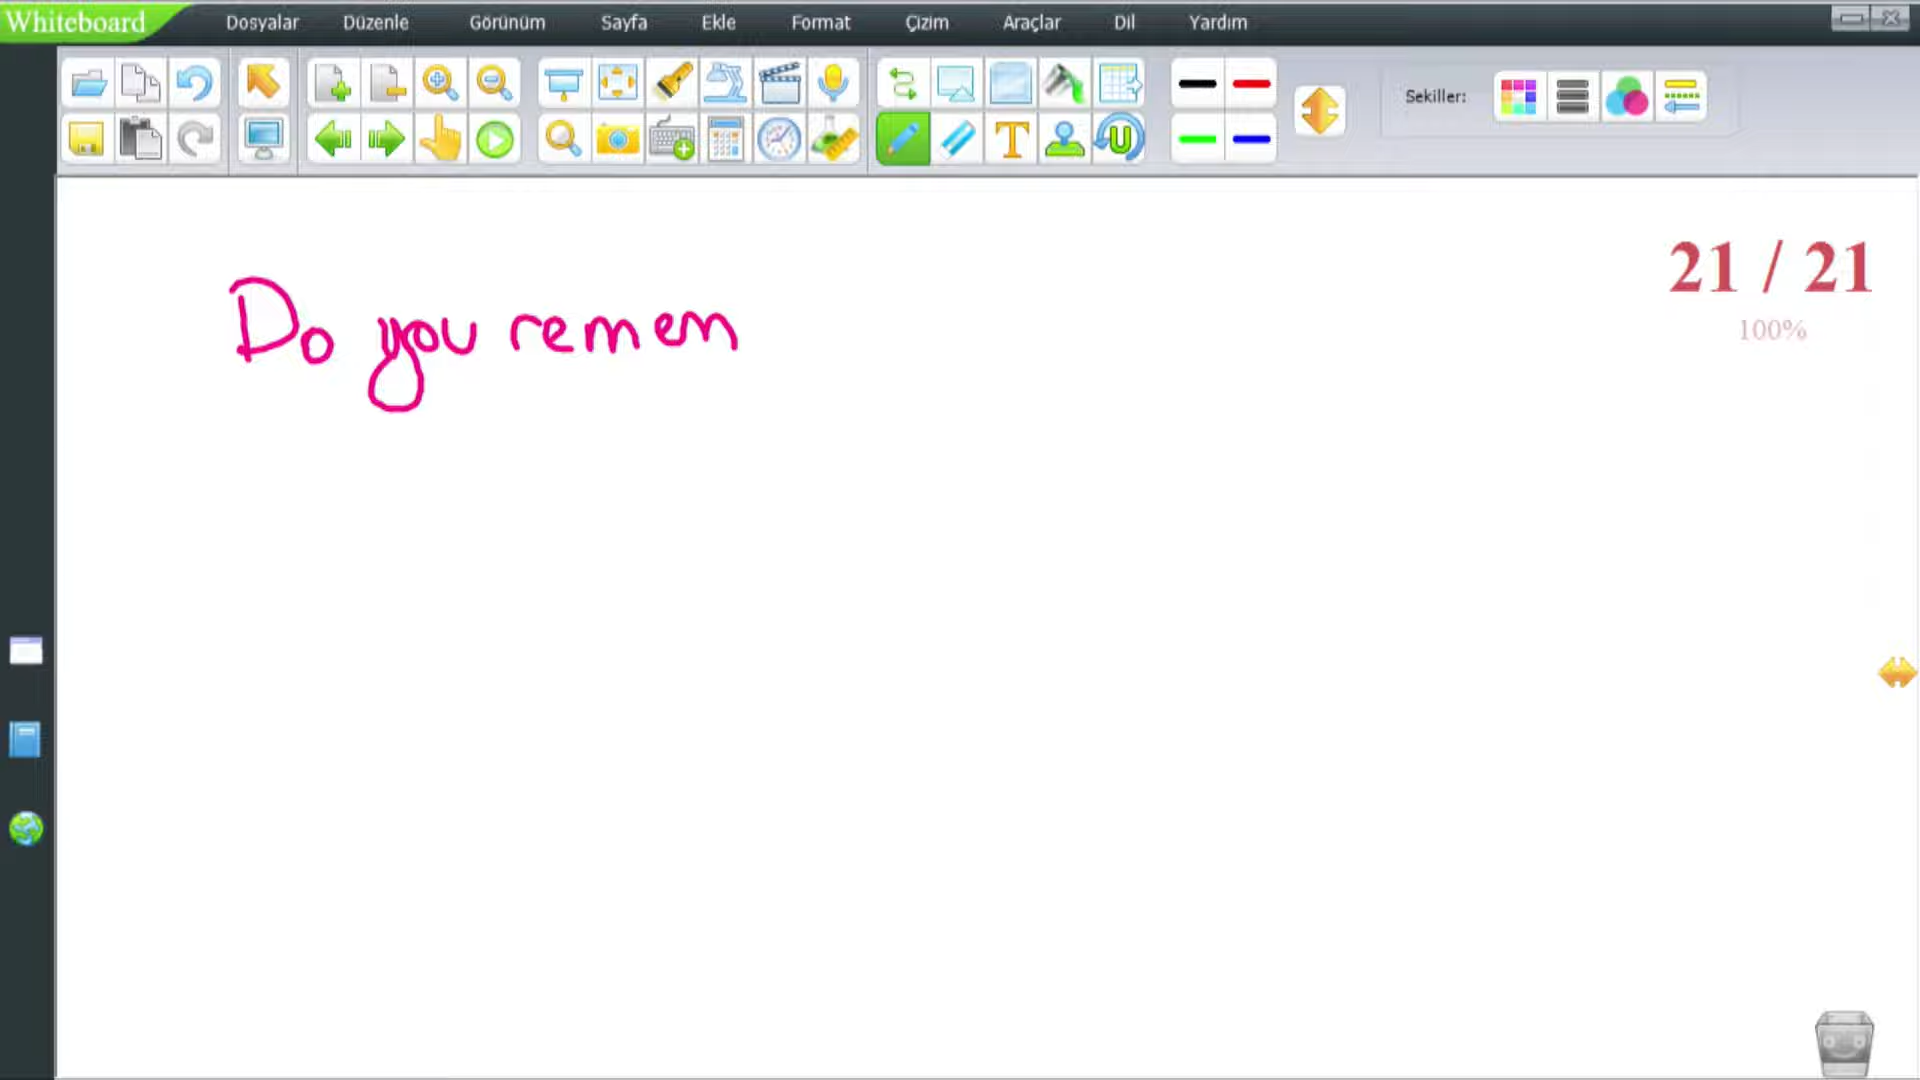 Whiteboard Dosyalar Düzenle Görünüm Sayfa Ekle Format Çizim Araçlar Dil Yardım
Sekiller:
21 / 21
100%
Do you remem